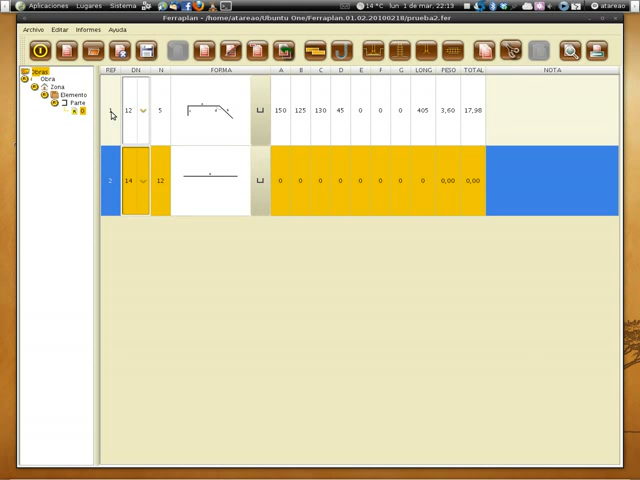 Aplicaciones Lugares Sistema 14 °C lun 1 de mar, 22:13 atareao
Ferraplan - /home/atareao/Ubuntu One/Ferraplan.01.02.20100218/prueba2.fer
Archivo Editar Informes Ayuda
Obras
Obra
Zona
Elemento
Parte
0
REF DN N FORMA A B C D E F G LONG PESO TOTAL NOTA
1 12 5 150 125 130 45 0 0 0 405 3,60 17,98
2 14 12 0 0 0 0 0 0 0 0 0,00 0,00